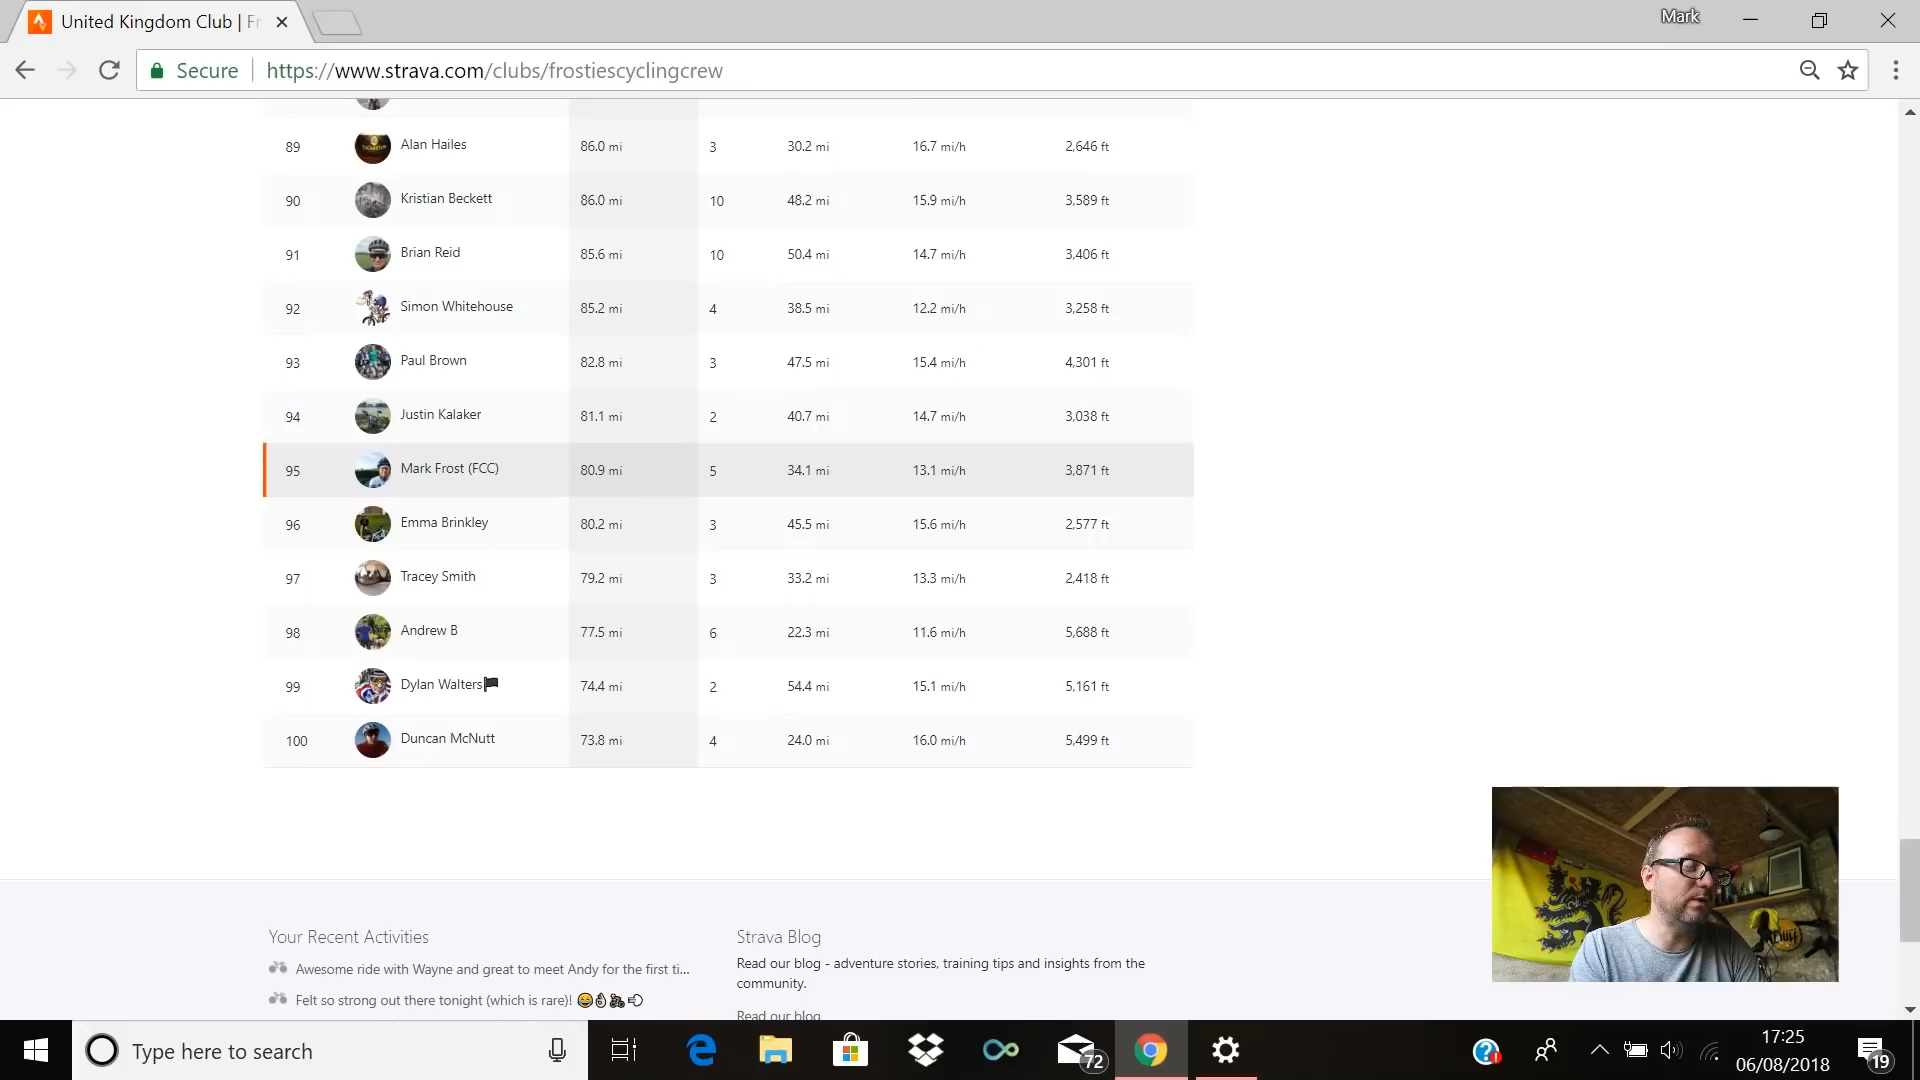 United Kingdom Club | Fr
Mark
Secure
https://www.strava.com/clubs/frostiescyclingcrew
89 Alan Hailes 86.0 mi 3 30.2 mi 16.7 mi/h 2,646 ft
90 Kristian Beckett 86.0 mi 10 48.2 mi 15.9 mi/h 3,589 ft
91 Brian Reid 85.6 mi 10 50.4 mi 14.7 mi/h 3,406 ft
92 Simon Whitehouse 85.2 mi 4 38.5 mi 12.2 mi/h 3,258 ft
93 Paul Brown 82.8 mi 3 47.5 mi 15.4 mi/h 4,301 ft
94 Justin Kalaker 81.1 mi 2 40.7 mi 14.7 mi/h 3,038 ft
95 Mark Frost (FCC) 80.9 mi 5 34.1 mi 13.1 mi/h 3,871 ft
96 Emma Brinkley 80.2 mi 3 45.5 mi 15.6 mi/h 2,577 ft
97 Tracey Smith 79.2 mi 3 33.2 mi 13.3 mi/h 2,418 ft
98 Andrew B 77.5 mi 6 22.3 mi 11.6 mi/h 5,688 ft
99 Dylan Walters 74.4 mi 2 54.4 mi 15.1 mi/h 5,161 ft
100 Duncan McNutt 73.8 mi 4 24.0 mi 16.0 mi/h 5,499 ft
Your Recent Activities
Awesome ride with Wayne and great to meet Andy for the first ti...
Felt so strong out there tonight (which is rare)!
Strava Blog
Read our blog - adventure stories, training tips and insights from the
community.
Read our blog
Type here to search
72
17:25
06/08/2018
19